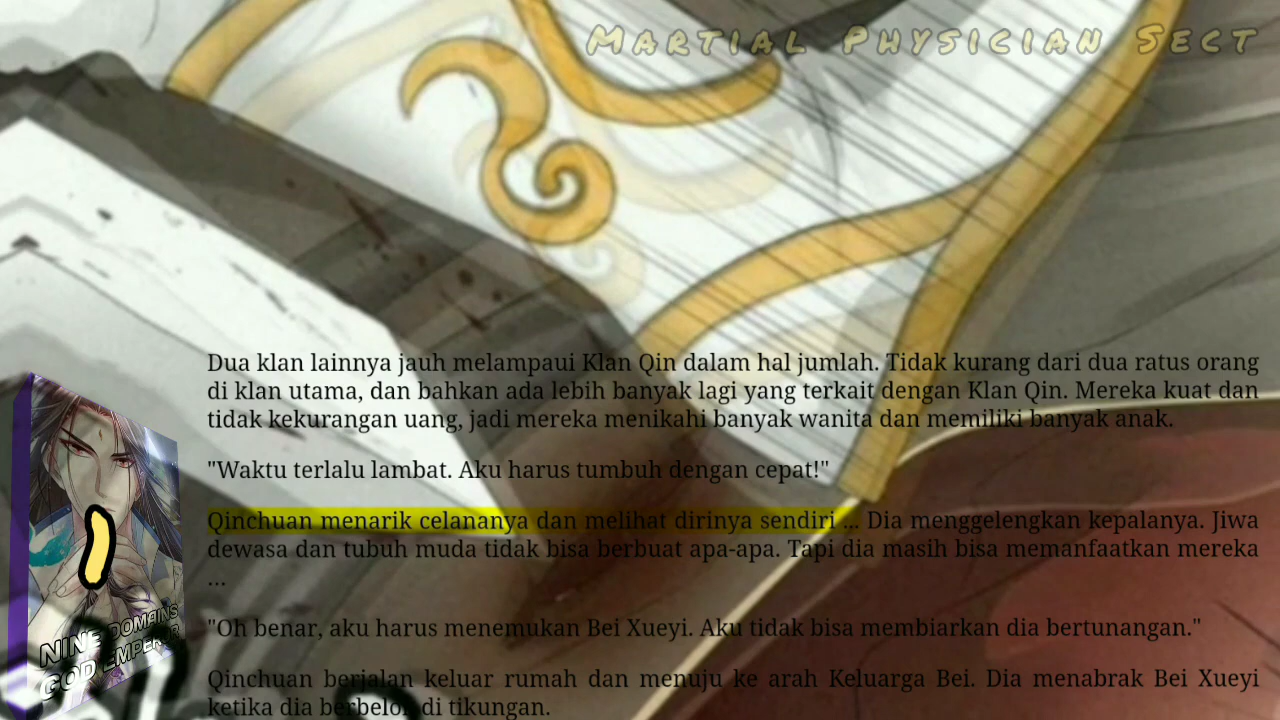 Martial Physician Sect
Dua klan lainnya jauh melampaui Klan Qin dalam hal jumlah. Tidak kurang dari dua ratus orang
di klan utama, dan bahkan ada lebih banyak lagi yang terkait dengan Klan Qin. Mereka kuat dan
tidak kekurangan uang, jadi mereka menikahi banyak wanita dan memiliki banyak anak.
"Waktu terlalu lambat. Aku harus tumbuh dengan cepat!"
Qinchuan menarik celananya dan melihat dirinya sendiri ... Dia menggelengkan kepalanya. Jiwa
dewasa dan tubuh muda tidak bisa berbuat apa-apa. Tapi dia masih bisa memanfaatkan mereka
...
"Oh benar, aku harus menemukan Bei Xueyi. Aku tidak bisa membiarkan dia bertunangan."
Qinchuan berjalan keluar rumah dan menuju ke arah Keluarga Bei. Dia menabrak Bei Xueyi
ketika dia berbelok di tikungan.
NINE DOMAINS
GOD EMPEROR